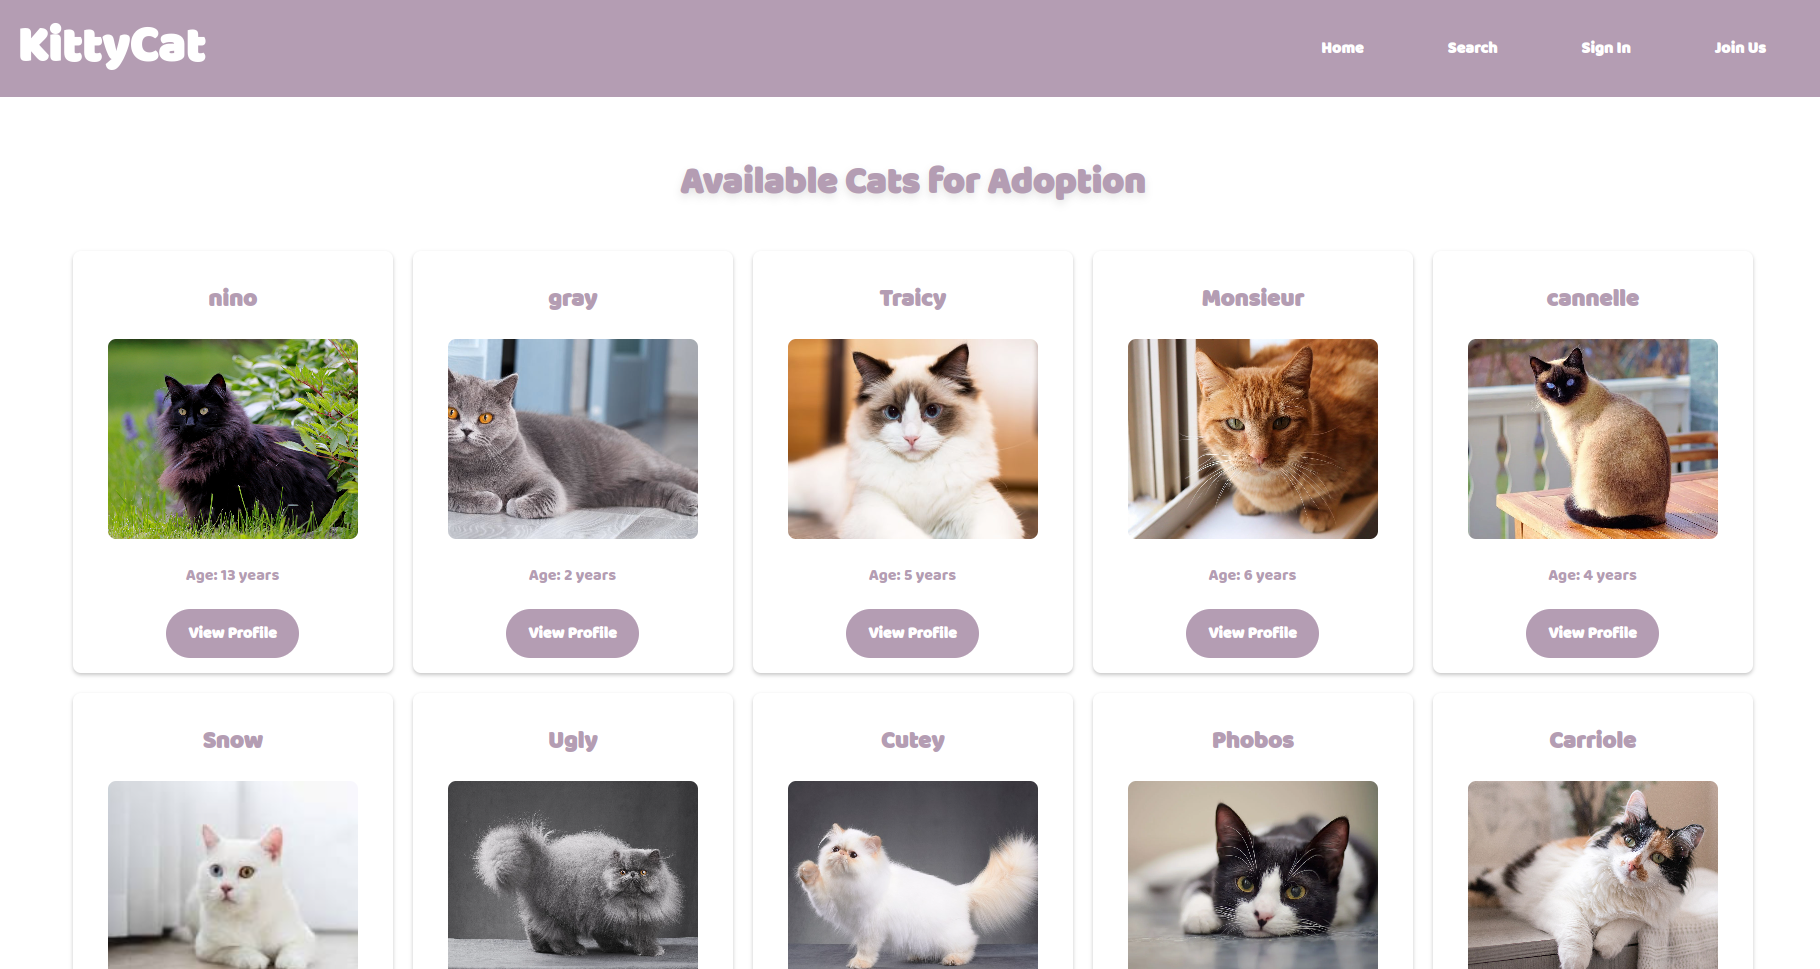 KittyCat
Home Search Sign In Join Us
Available Cats for Adoption
nino gray Traicy Monsieur cannelle
Age: 13 years Age: 2 years Age: 5 years Age: 6 years Age: 4 years
View Profile View Profile View Profile View Profile View Profile
Snow Ugly Cutey Phobos Carriole